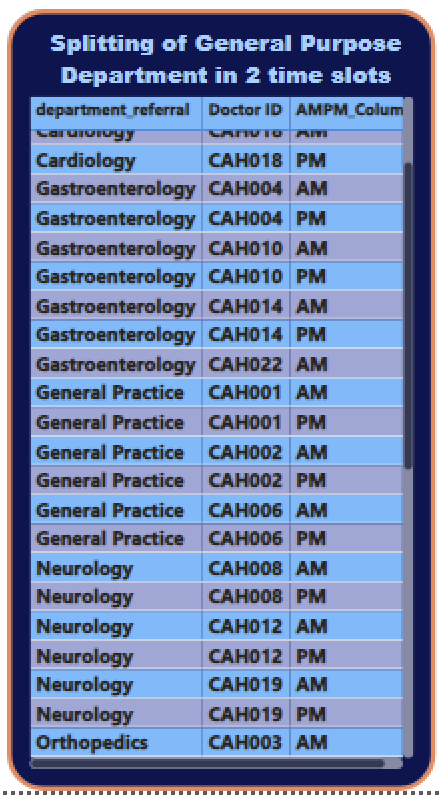 Splitting of General Purpose
Department in 2 time slots
department_referral Doctor ID AMPM_Colum
Cardiology CAH018 AM
Cardiology CAH018 PM
Gastroenterology CAH004 AM
Gastroenterology CAH004 PM
Gastroenterology CAH010 AM
Gastroenterology CAH010 PM
Gastroenterology CAH014 AM
Gastroenterology CAH014 PM
Gastroenterology CAH022 AM
General Practice CAH001 AM
General Practice CAH001 PM
General Practice CAH002 AM
General Practice CAH002 PM
General Practice CAH006 AM
General Practice CAH006 PM
Neurology CAH008 AM
Neurology CAH008 PM
Neurology CAH012 AM
Neurology CAH012 PM
Neurology CAH019 AM
Neurology CAH019 PM
Orthopedics CAH003 AM